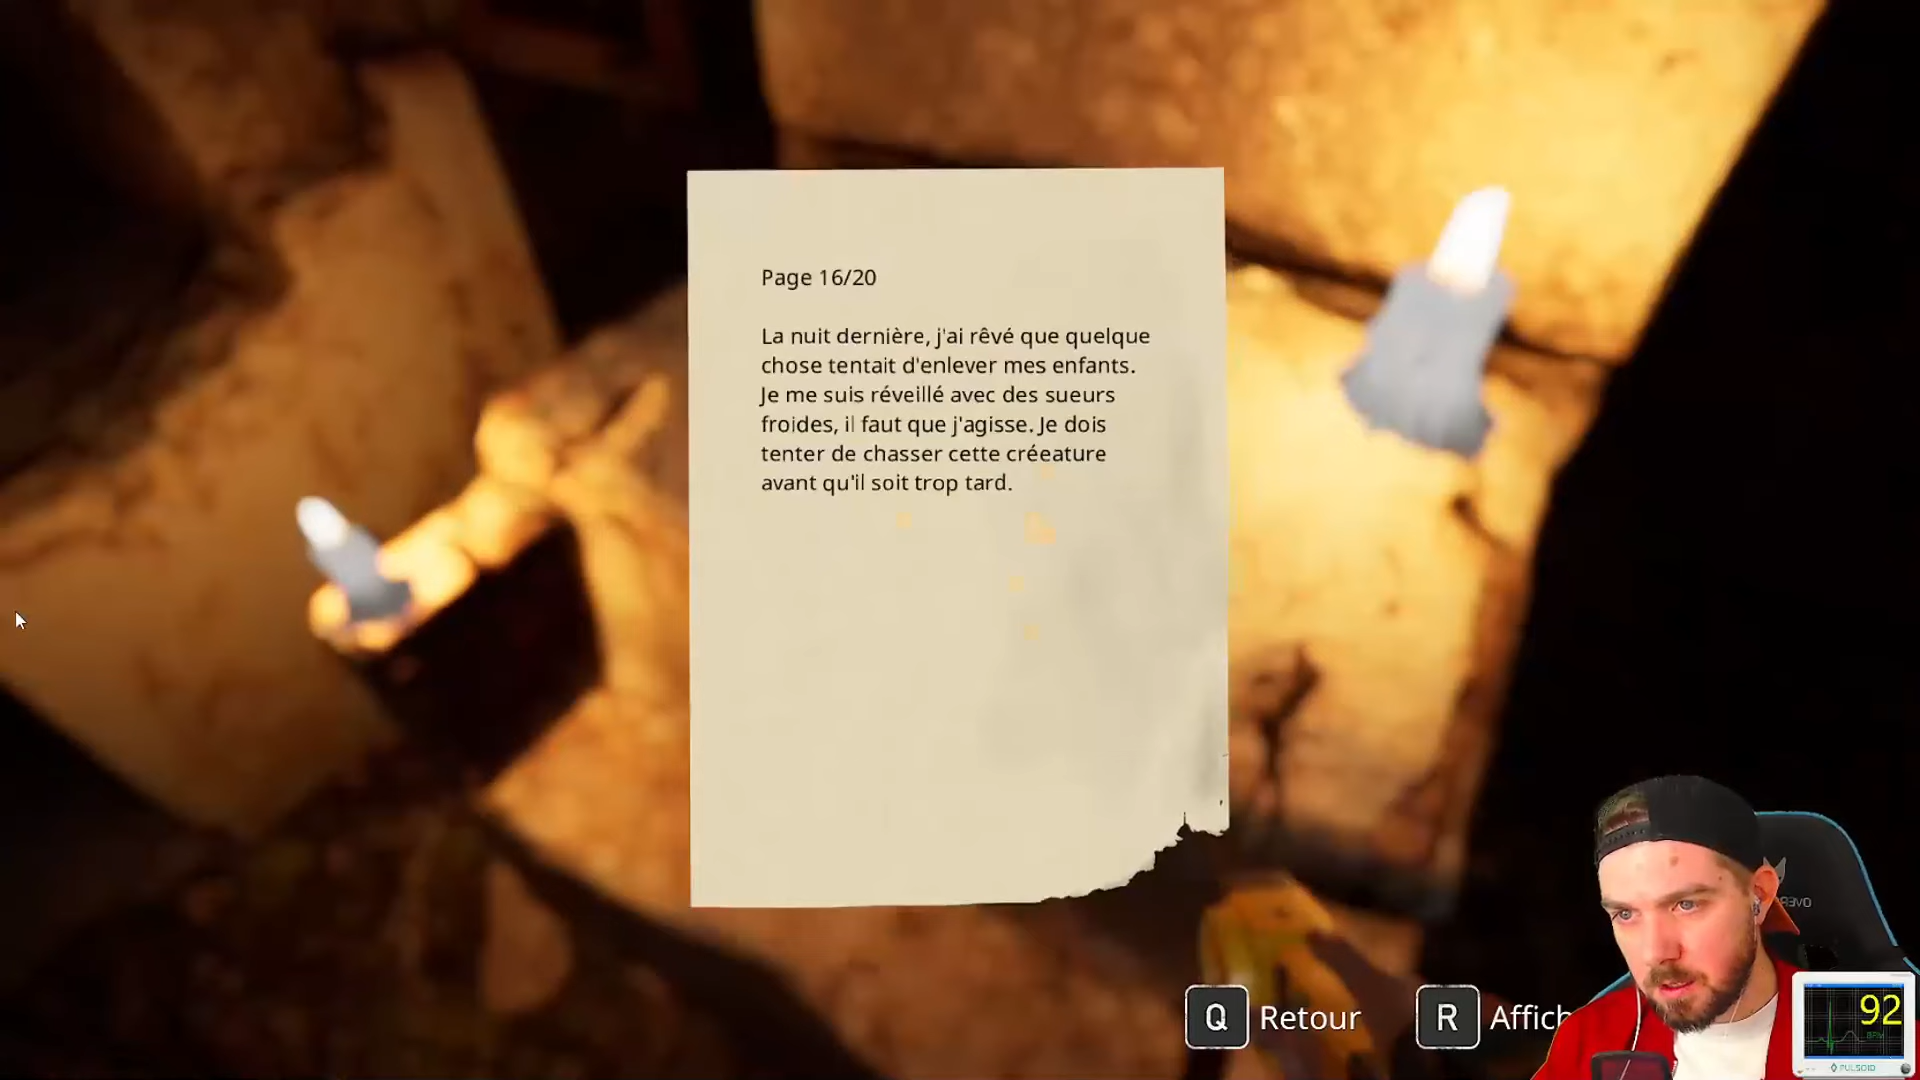 Page 16/20
La nuit dernière, j'ai rêvé que quelque
chose tentait d'enlever mes enfants.
Je me suis réveillé avec des sueurs
froides, il faut que j'agisse. Je dois
tenter de chasser cette créeature
avant qu'il soit trop tard.
Q Retour R Affich
92
BPM
PULSOID